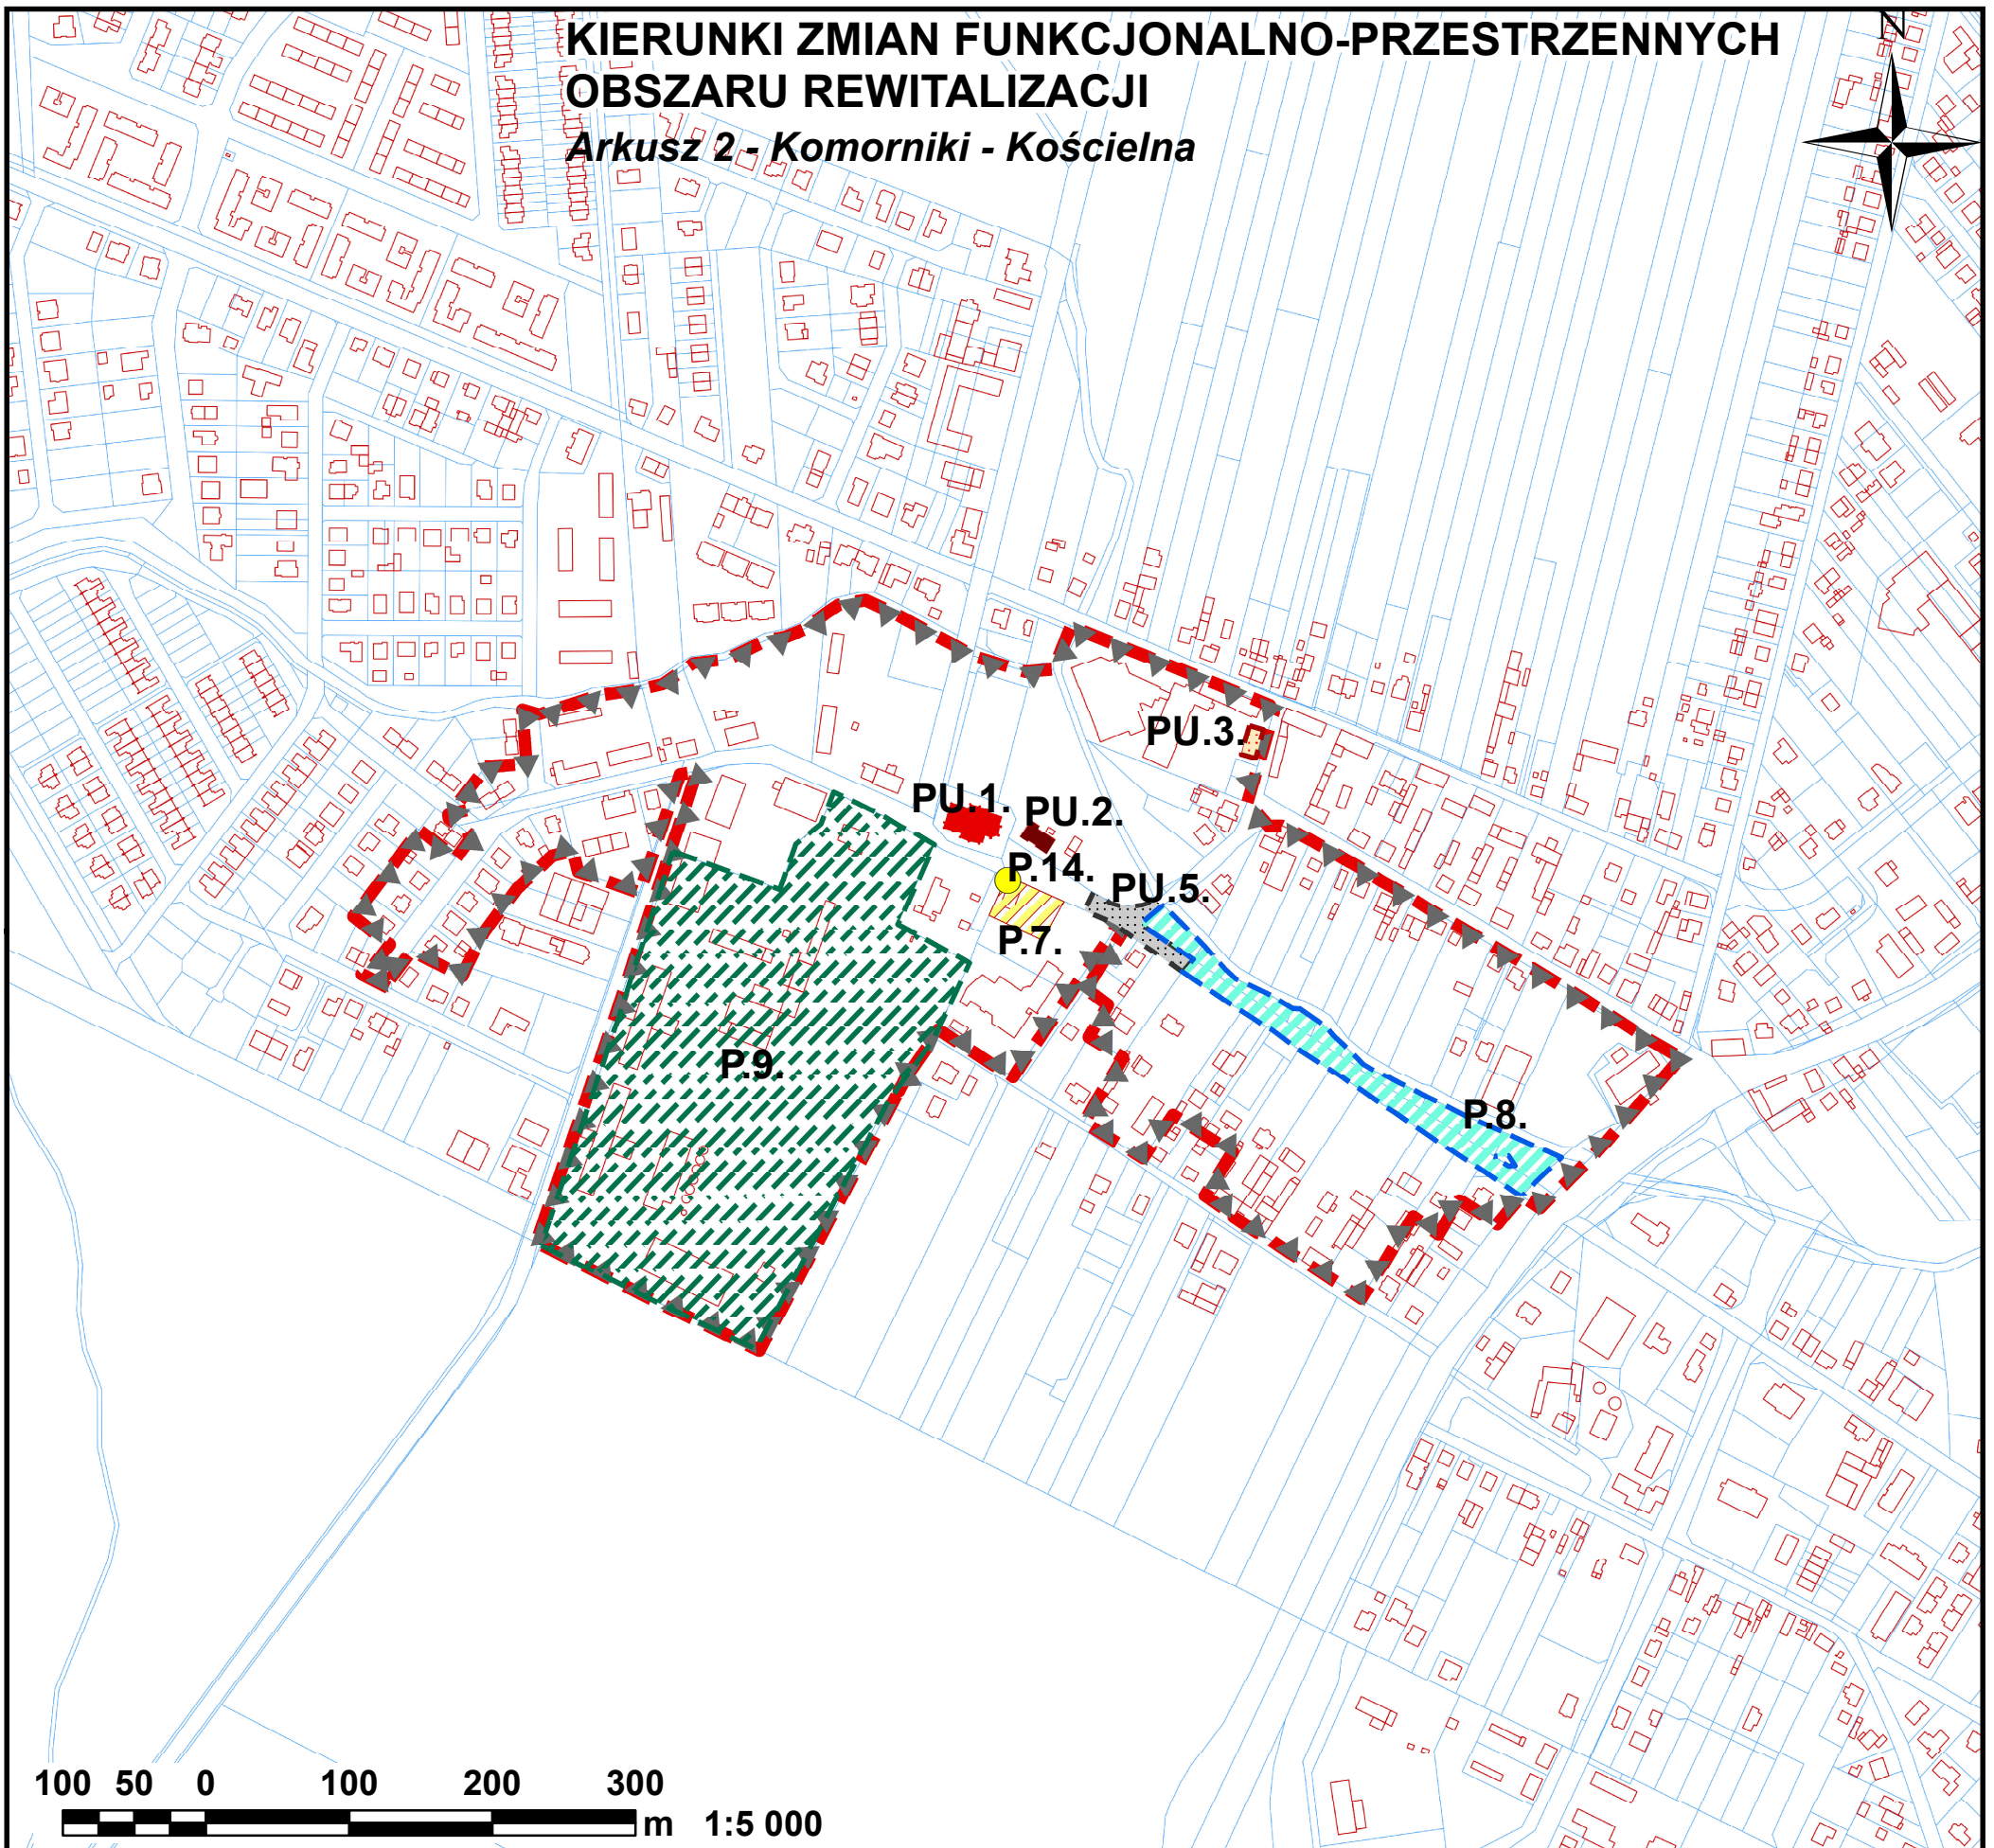 KIERUNKI ZMIAN FUNKCJONALNO-PRZESTRZENNYCH
OBSZARU REWITALIZACJI
Arkusz 2 - Komorniki - Kościelna
N
PU.3.
PU.1.
PU.2.
P.14.
PU.5.
P.7.
P.9.
P.8.
100 50 0 100 200 300
m 1:5 000